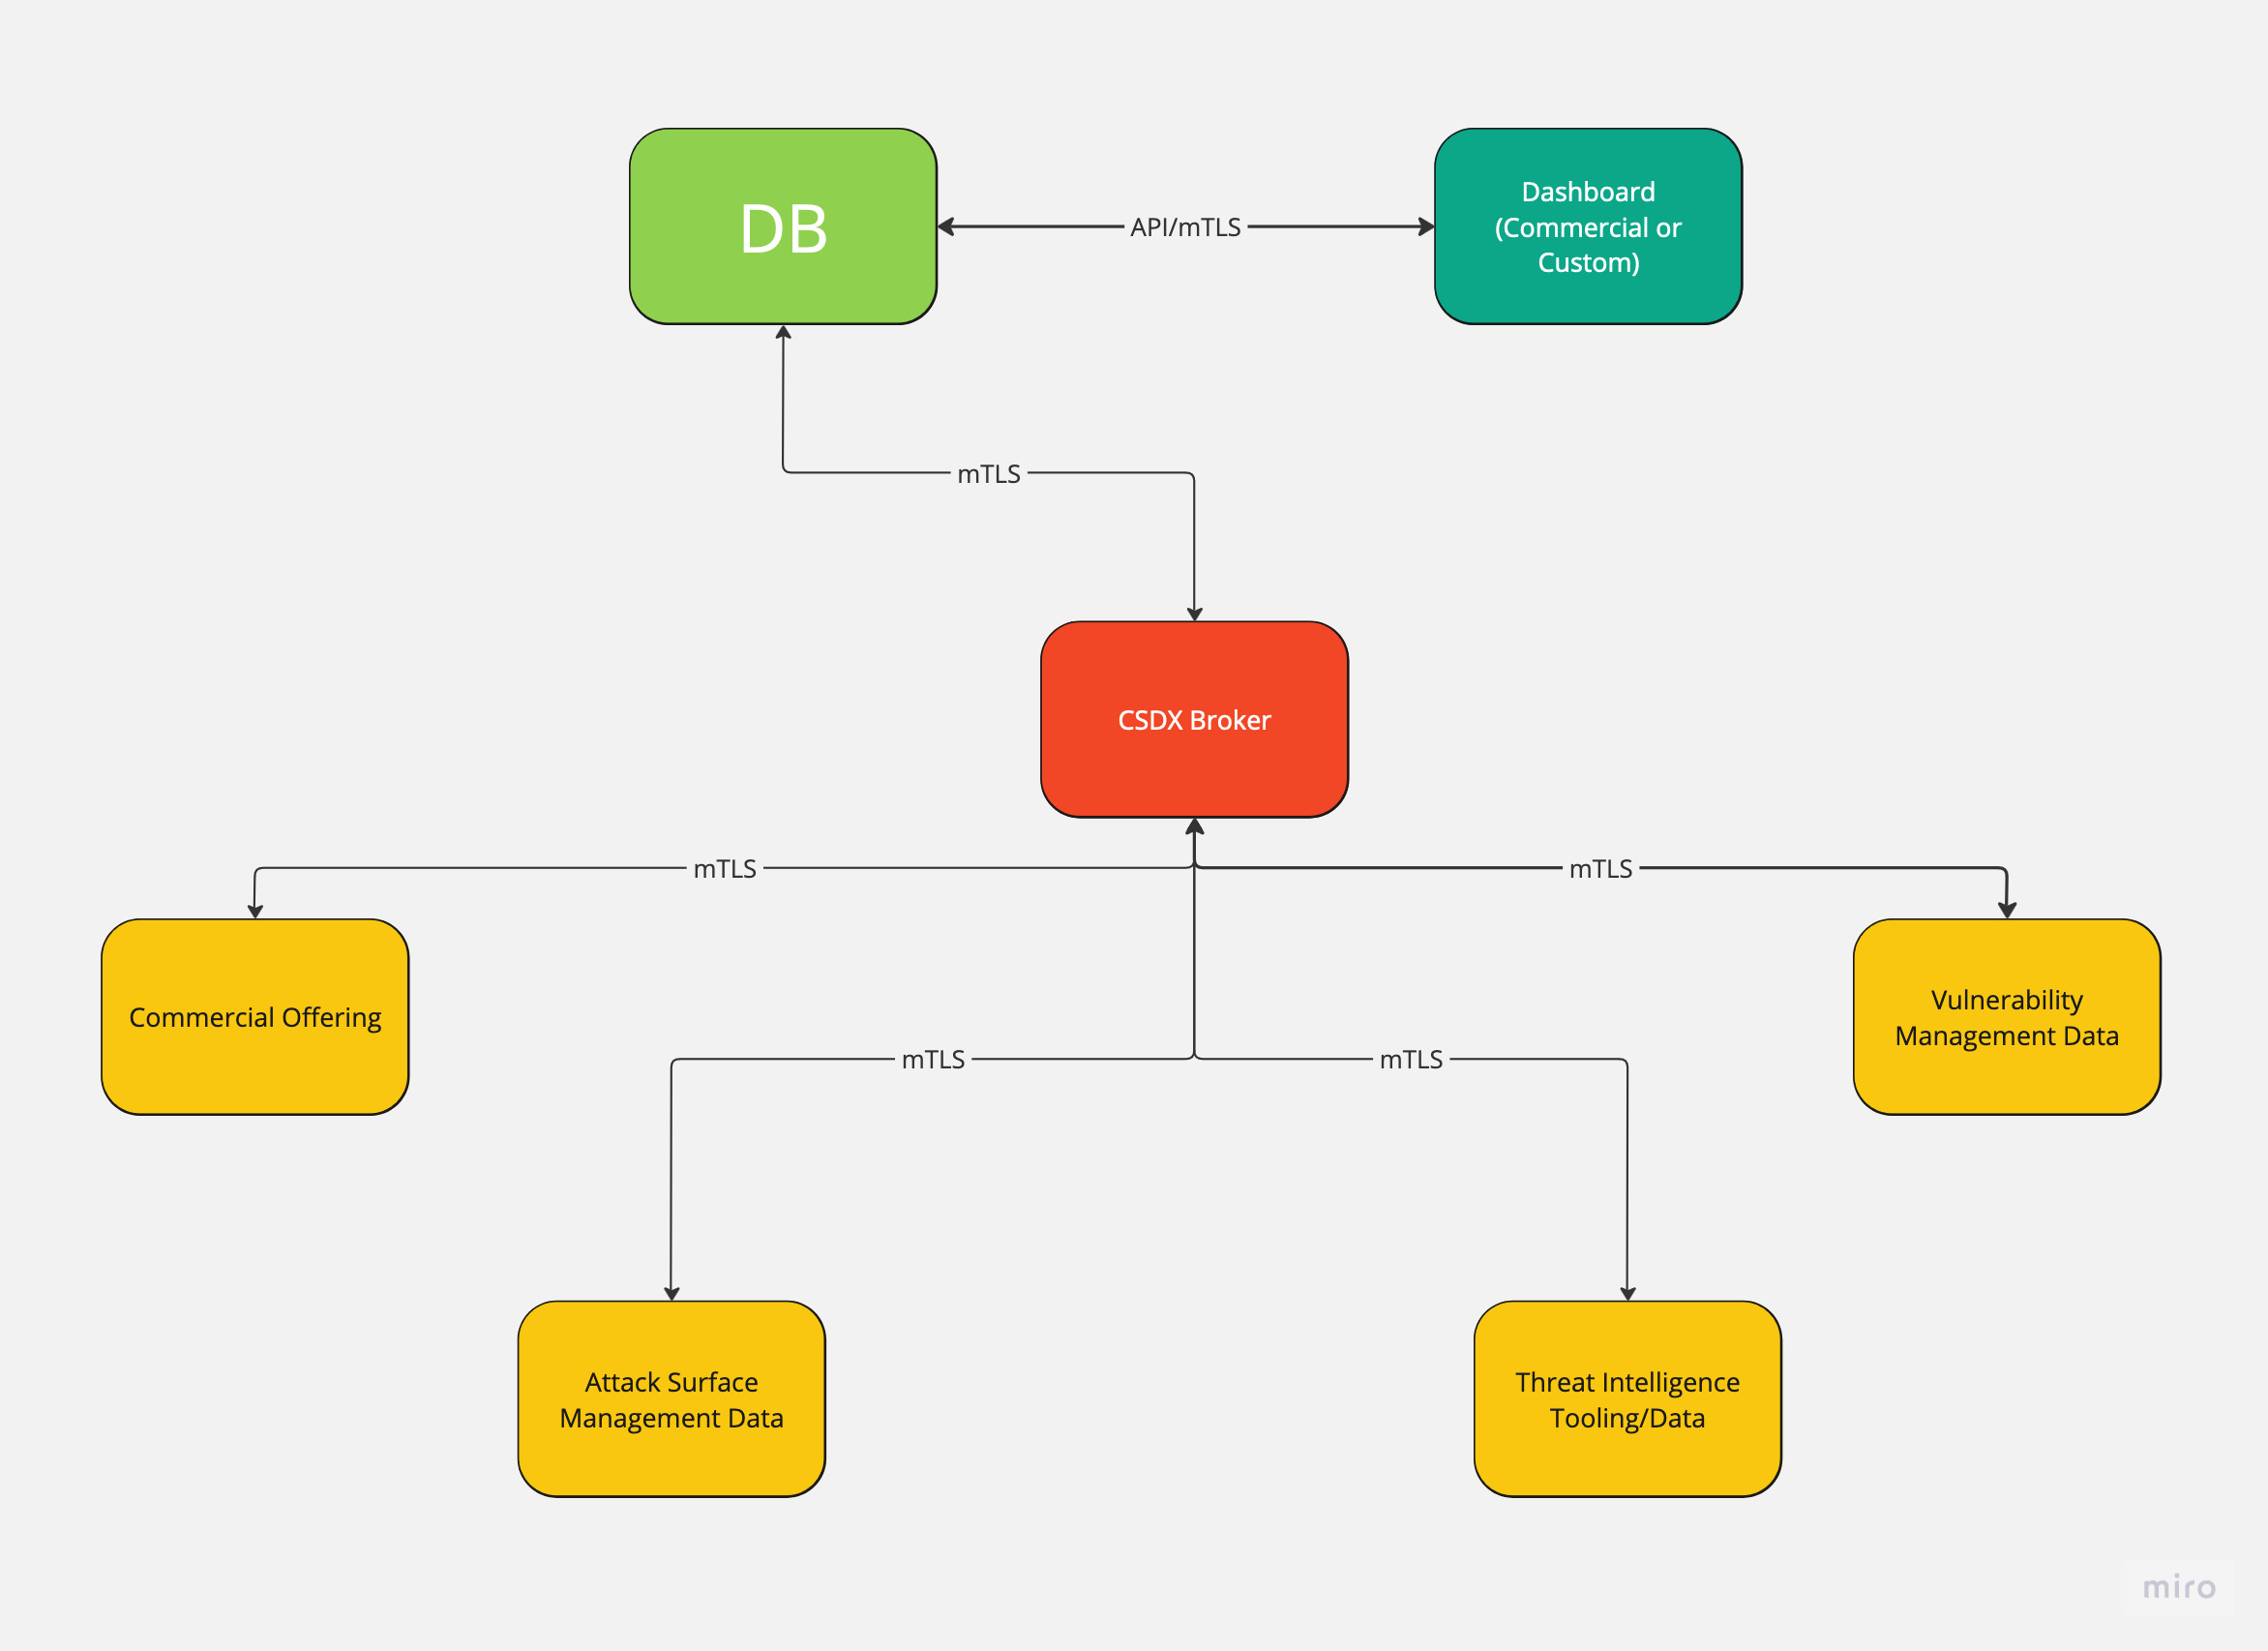 DB
API/mTLS
Dashboard
(Commercial or
Custom)
mTLS
CSDX Broker
mTLS
mTLS
Commercial Offering
Vulnerability
Management Data
mTLS
mTLS
Attack Surface
Management Data
Threat Intelligence
Tooling/Data
miro